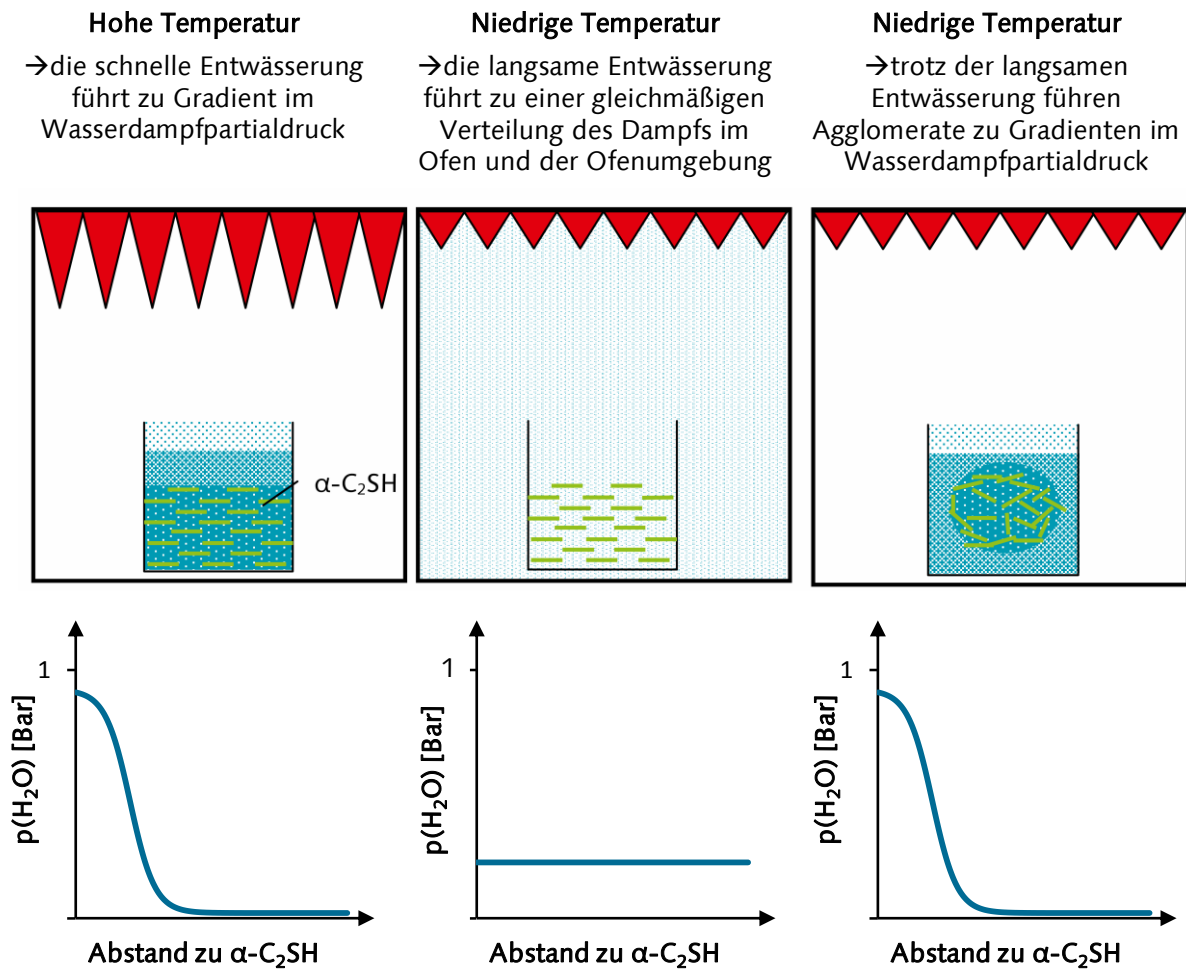 Hohe Temperatur
→die schnelle Entwässerung
führt zu Gradient im
Wasserdampfpartialdruck
Niedrige Temperatur
→die langsame Entwässerung
führt zu einer gleichmäßigen
Verteilung des Dampfs im
Ofen und der Ofenumgebung
Niedrige Temperatur
→trotz der langsamen
Entwässerung führen
Agglomerate zu Gradienten im
Wasserdampfpartialdruck
α-C₂SH
1
p(H₂O) [Bar]
Abstand zu α-C₂SH
1
p(H₂O) [Bar]
Abstand zu α-C₂SH
1
p(H₂O) [Bar]
Abstand zu α-C₂SH